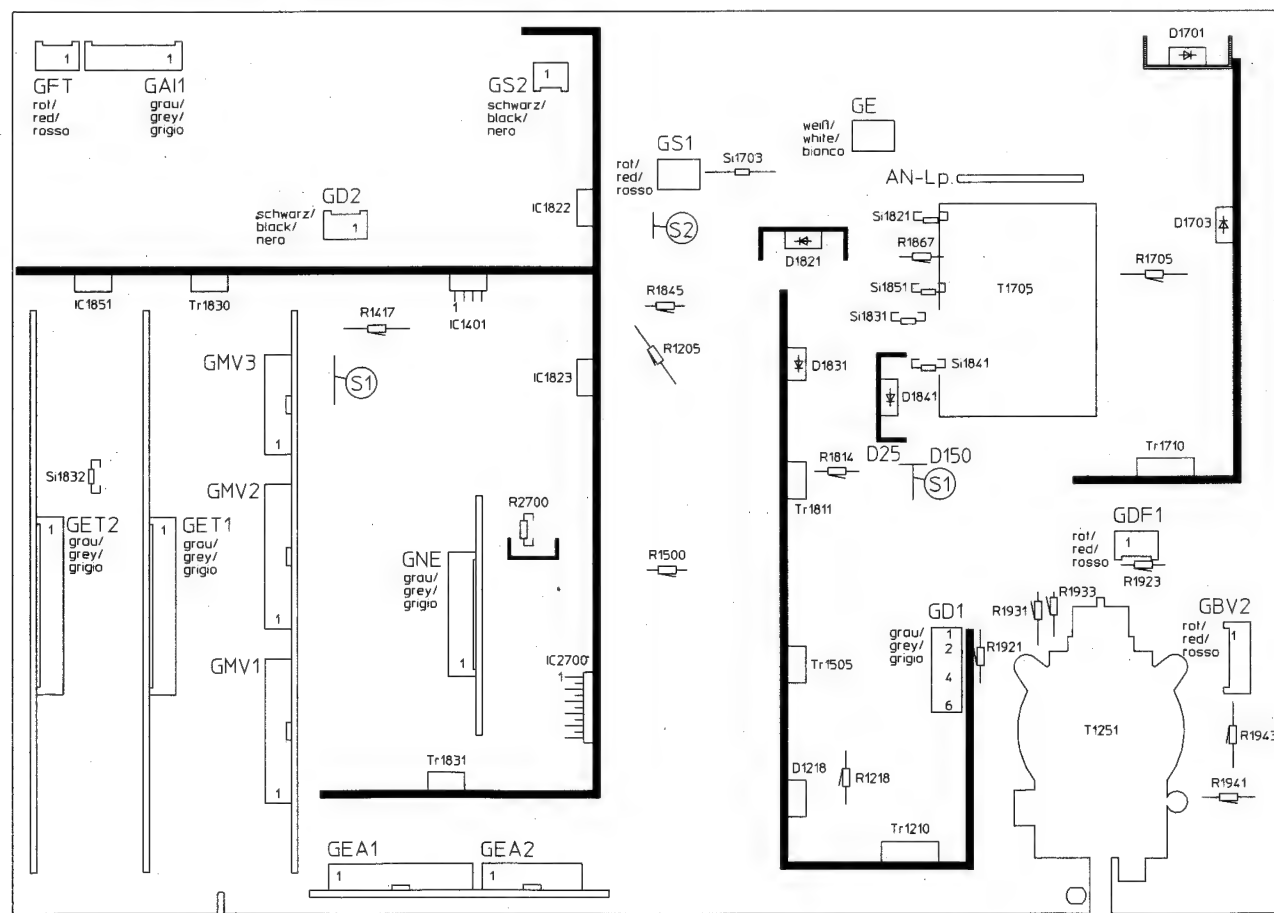 D1701
1
1
GFT
GAI1
rot/
red/
rosso
grau/
grey/
grigio
1
GS2
schwarz/
black/
nero
GE
weiß/
white/
bianco
GS1
rot/
red/
rosso
Si1703
AN-Lp.
GD2
schwarz/
black/
nero
1
IC1822
S2
Si1821
D1703
R1867
D1821
R1705
IC1851
Tr1830
1
IC1401
R1845
Si1851
T1705
R1417
Si1831
R1205
GMV3
S1
IC1823
D1831
Si1841
D1841
1
Si1832
GMV2
R2700
R1814
D25
D150
S1
Tr1710
Tr1811
1
GET2
grau/
grey/
grigio
1
GET1
grau/
grey/
grigio
GNE
grau/
grey/
grigio
R1500
GDF1
rot/
red/
rosso
1
R1923
1
R1931
R1933
GD1
grau/
grey/
grigio
1
2
4
6
R1921
GBV2
rot/
red/
rosso
1
GMV1
1
IC2700
1
Tr1505
T1251
R1943
Tr1831
D1218
R1218
R1941
1
Tr1210
GEA1
1
GEA2
1